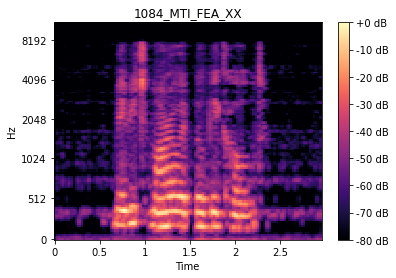 1084_MTI_FEA_XX
+0 dB
8192
-10 dB
4096
-20 dB
-30 dB
2048
-40 dB
Hz
1024
-50 dB
512
-60 dB
-70 dB
0
-80 dB
0 0.5 1 1.5 2 2.5
Time